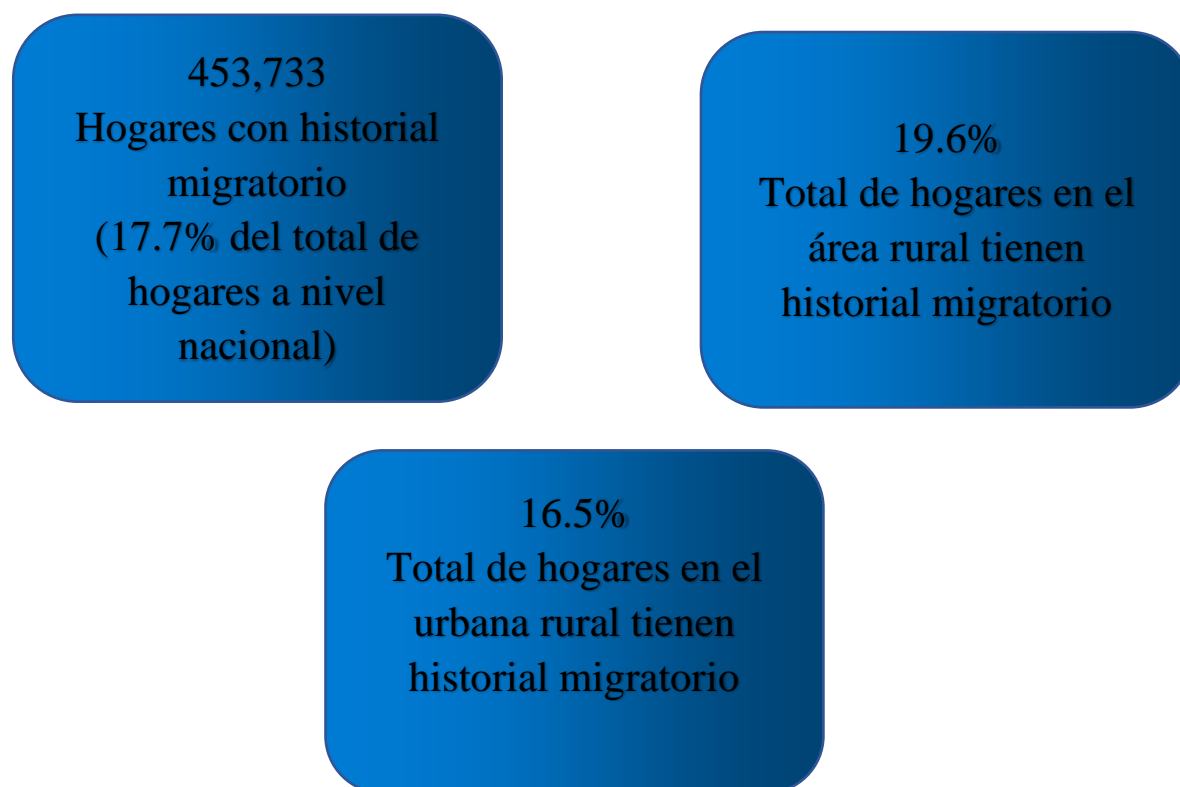 453,733
Hogares con historial
migratorio
(17.7% del total de
hogares a nivel
nacional)
19.6%
Total de hogares en el
área rural tienen
historial migratorio
16.5%
Total de hogares en el
urbana rural tienen
historial migratorio